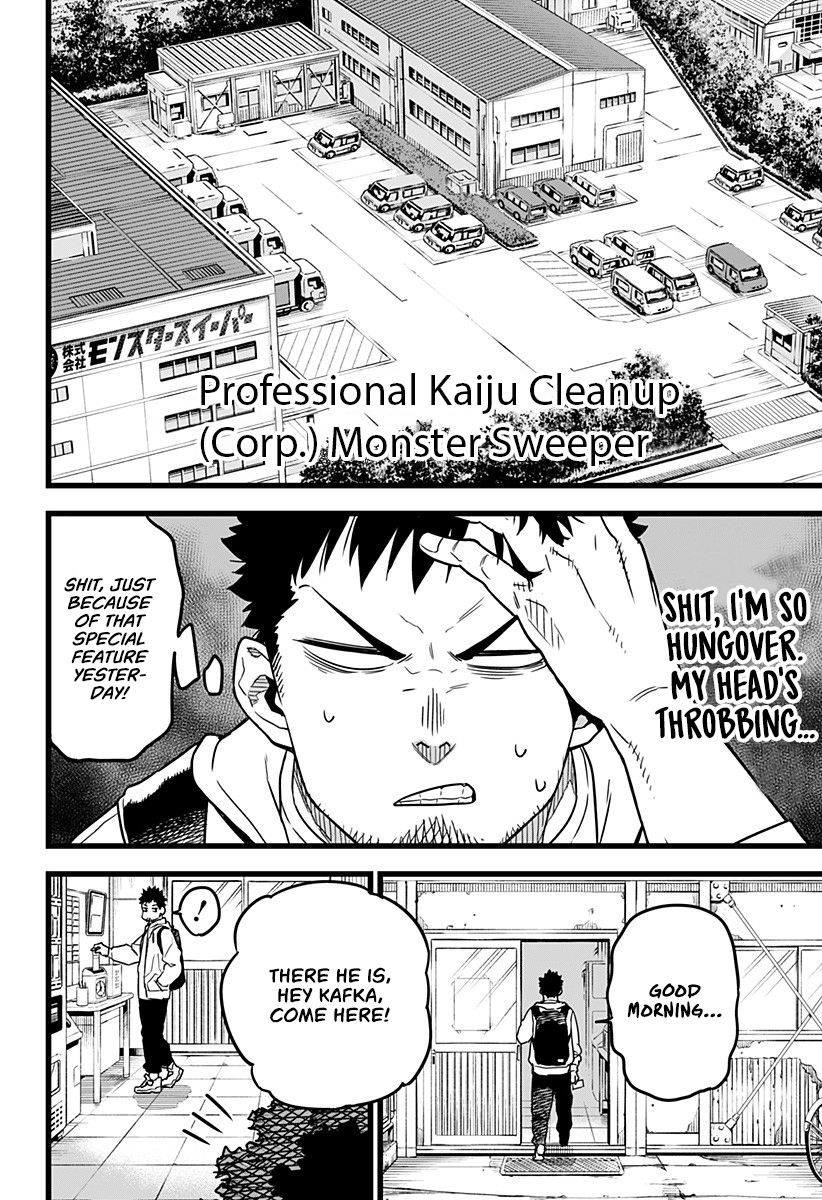 株式
会社 モンスタースイーパー
Professional Kaiju Cleanup
(Corp.) Monster Sweeper
SHIT, I'M SO
HUNGOVER.
MY HEAD'S
THROBBING...
SHIT, JUST
BECAUSE
OF THAT
SPECIAL
FEATURE
YESTER-
DAY!
GOOD
MORNING...
!
THERE HE IS,
HEY KAFKA,
COME HERE!